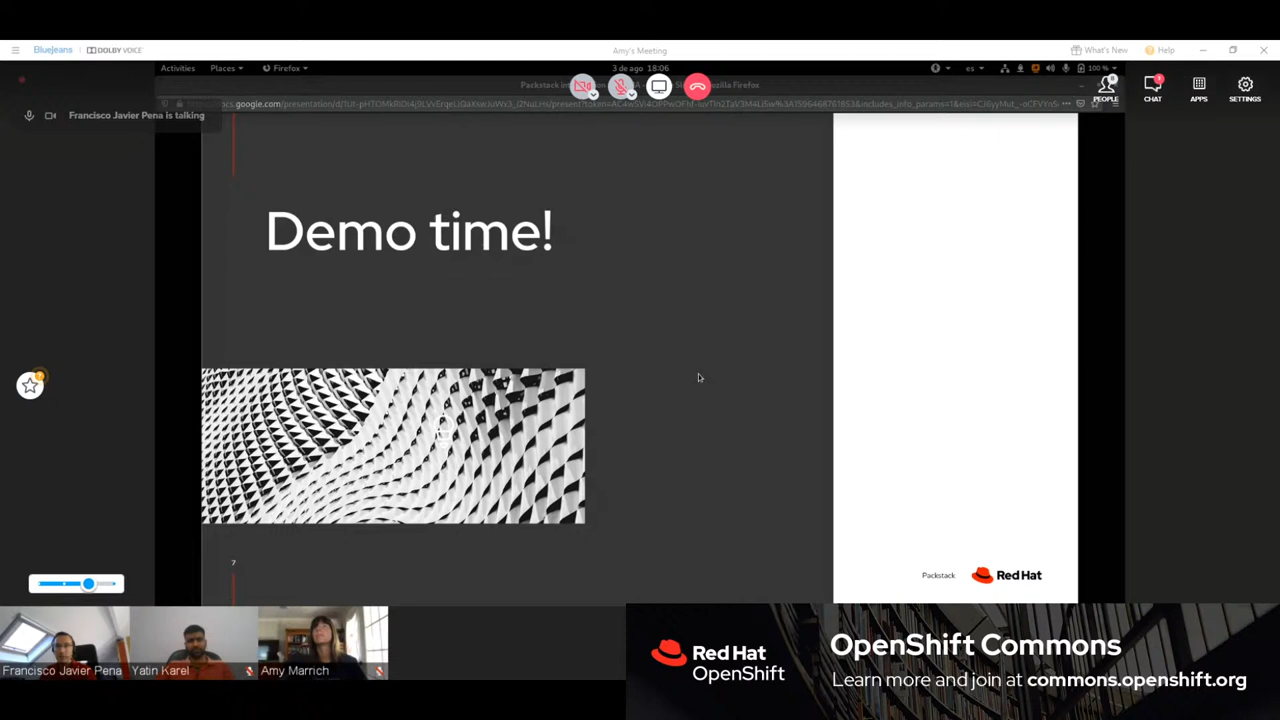 BlueJeans DOLBY VOICE
Amy's Meeting
What's New
Help
Activities
Places
Firefox
3 de ago 18:06
es
100 %
PEOPLE
CHAT
APPS
SETTINGS
Francisco Javier Pena is talking
Demo time!
7
Packstack
Red Hat
Francisco Javier Pena
Yatin Karel
Amy Marrich
Red Hat
OpenShift
OpenShift Commons
Learn more and join at commons.openshift.org